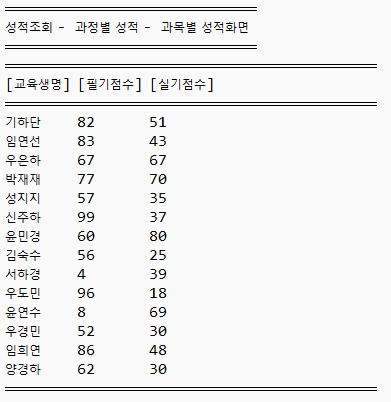 성적조회 - 과정별 성적 - 과목별 성적화면
[교육생명] [필기점수] [실기점수]
기하단 82 51
임연선 83 43
우은하 67 67
박재재 77 70
성지지 57 35
신주하 99 37
윤민경 60 80
김숙수 56 25
서하경 4 39
우도민 96 18
윤연수 8 69
우경민 52 30
임희연 86 48
양경하 62 30